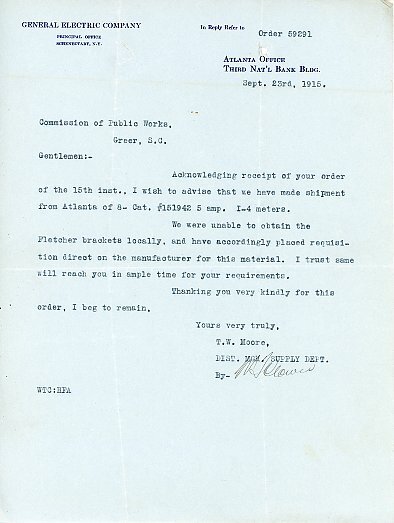 GENERAL ELECTRIC COMPANY
PRINCIPAL OFFICE
SCHENECTADY, N.Y.
In Reply Refer to
Order 59291
ATLANTA OFFICE
THIRD NAT'L BANK BLDG.
Sept. 23rd, 1915.
Commission of Public Works,
Greer, S.C.
Gentlemen:-
Acknowledging receipt of your order
of the 15th inst., I wish to advise that we have made shipment
from Atlanta of 8- Cat. #151942 5 amp. I-4 meters.
We were unable to obtain the
Fletcher brackets locally, and have accordingly placed requisi-
tion direct on the manufacturer for this material. I trust same
will reach you in ample time for your requirements.
Thanking you very kindly for this
order, I beg to remain,
Yours very truly,
T.W. Moore,
DIST. MGR. SUPPLY DEPT.
By-
WTC:HPA